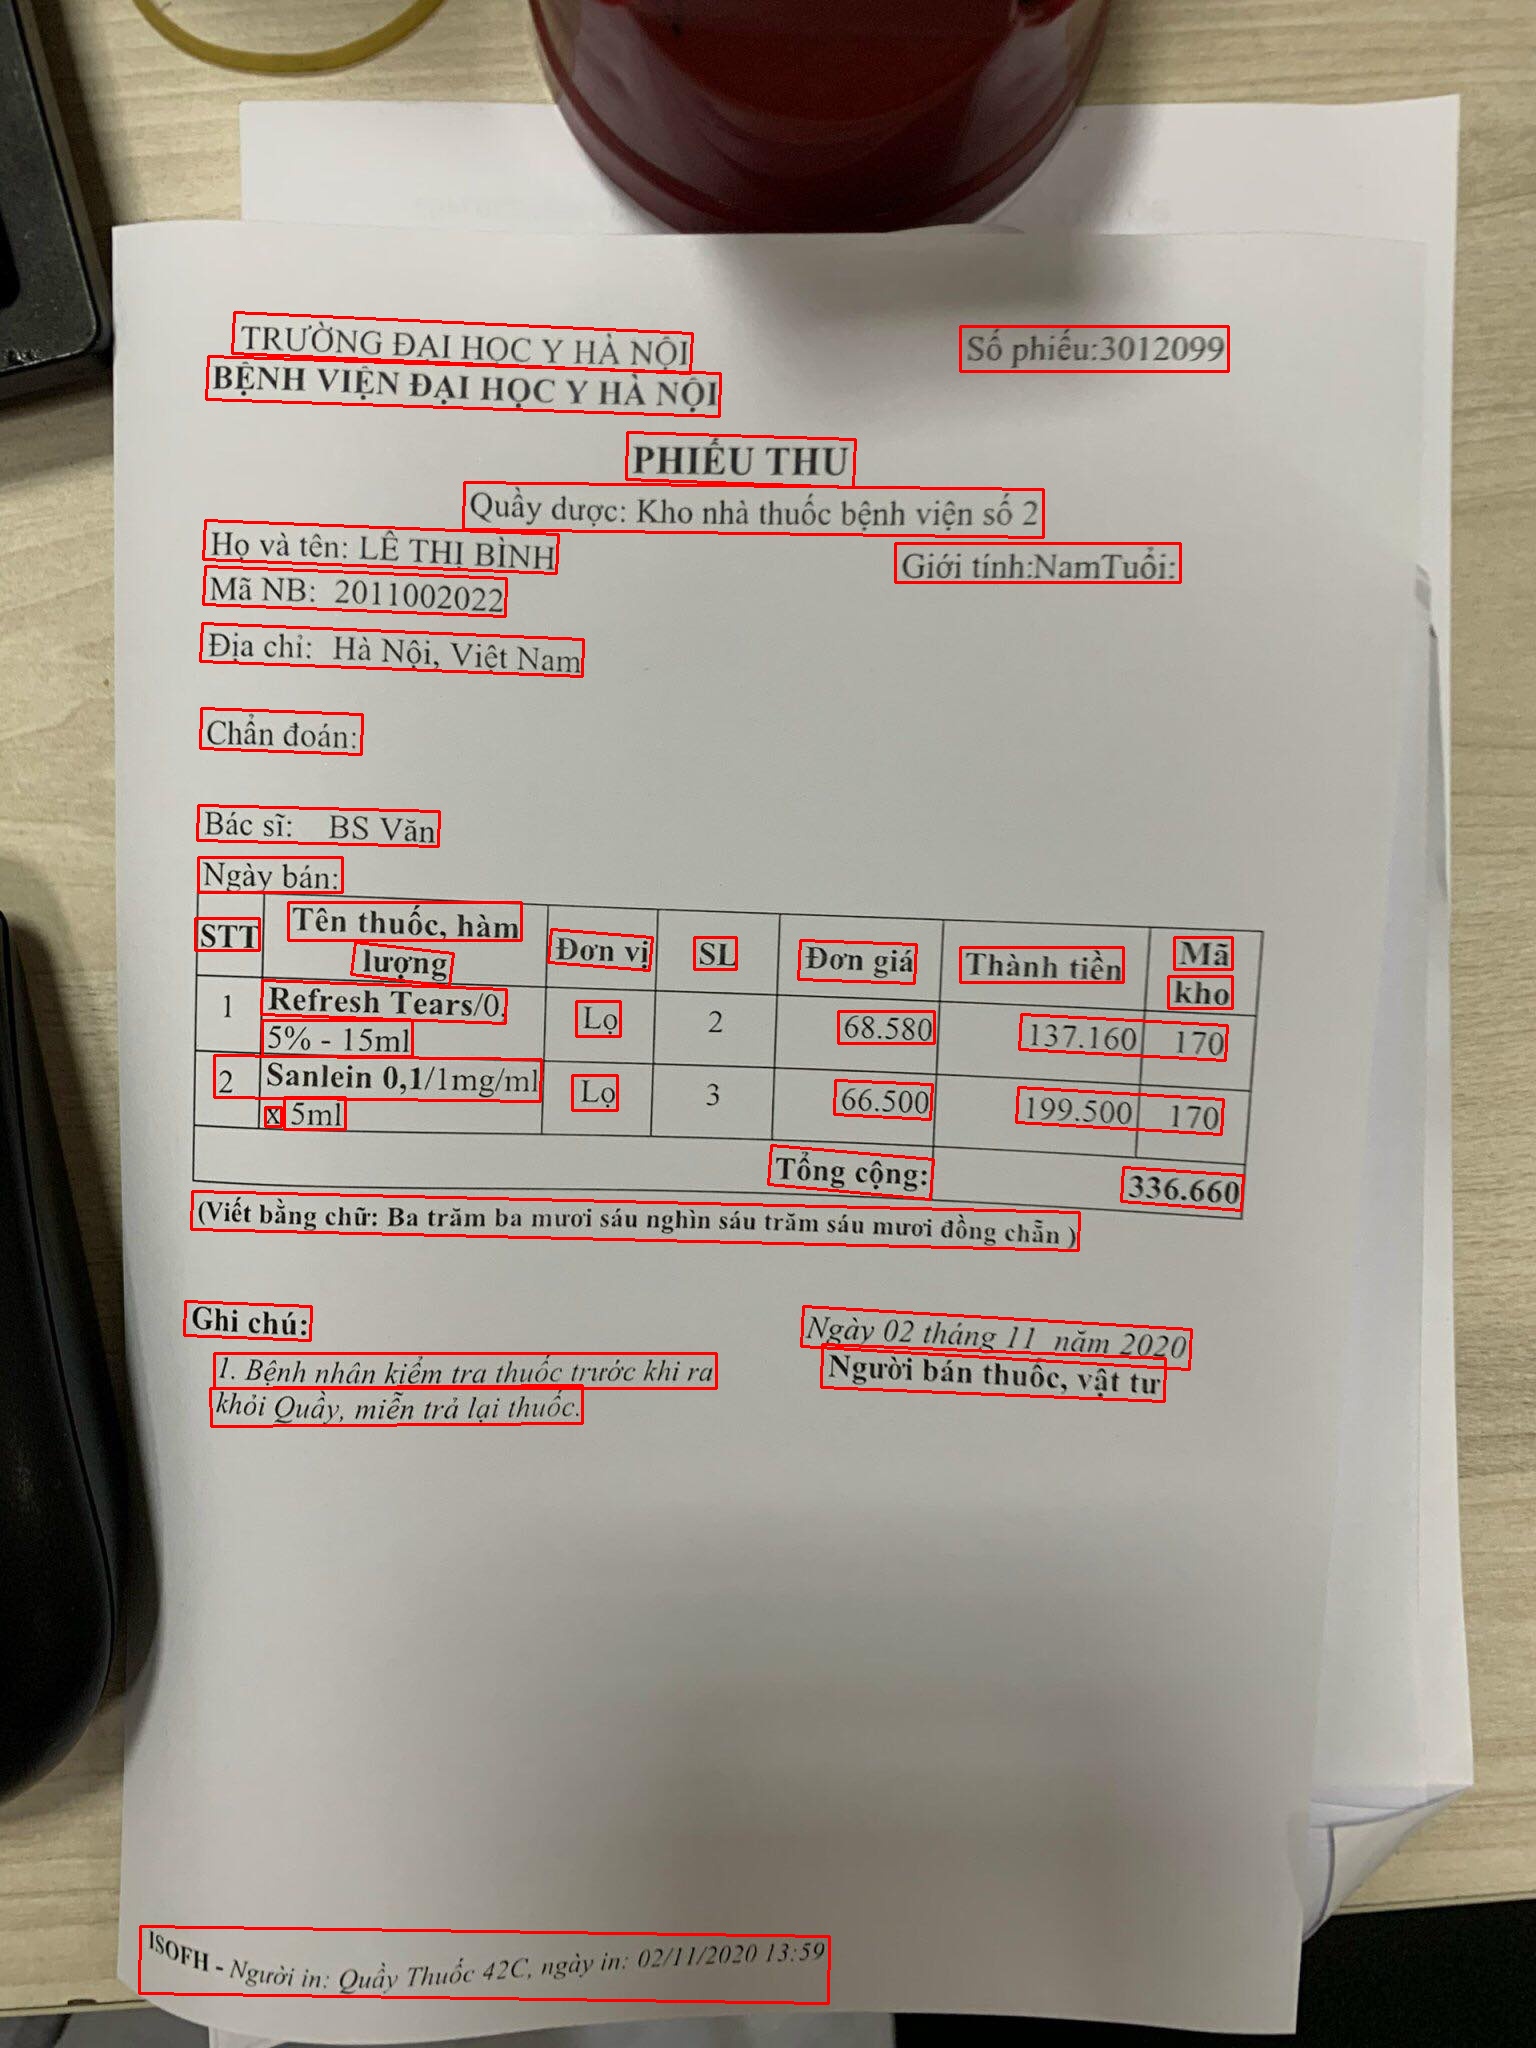 TRƯỜNG ĐẠI HỌC Y HÀ NỘI Số phiếu:3012099
BỆNH VIỆN ĐẠI HỌC Y HÀ NỘI
PHIẾU THU
Quầy dược: Kho nhà thuốc bệnh viện số 2
Họ và tên: LÊ THỊ BÌNH Giới tính:NamTuổi:
Mã NB: 2011002022
Địa chỉ: Hà Nội, Việt Nam
Chẩn đoán:
Bác sĩ: BS Văn
Ngày bán:
STT Tên thuốc, hàm lượng Đơn vị SL Đơn giá Thành tiền Mã kho
1 Refresh Tears/0, Lọ 2 68.580 137.160 170
5% - 15ml
2 Sanlein 0,1/1mg/ml Lọ 3 66.500 199.500 170
x 5ml
Tổng cộng: 336.660
(Viết bằng chữ: Ba trăm ba mươi sáu nghìn sáu trăm sáu mươi đồng chẵn )
Ghi chú: Ngày 02 tháng 11 năm 2020
1. Bệnh nhân kiểm tra thuốc trước khi ra Người bán thuốc, vật tư
khỏi Quầy, miễn trả lại thuốc.
ISOFH - Người in: Quầy Thuốc 42C, ngày in: 02/11/2020 13:59